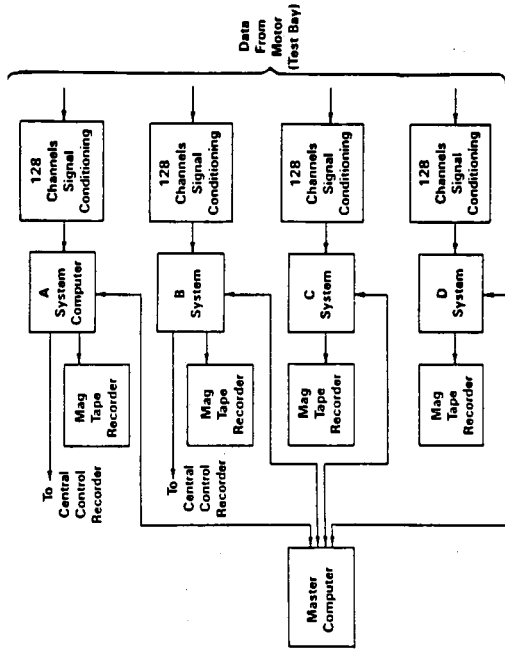 Data
From
Motor
(Test Bay)
128
Channels
Signal
Conditioning
128
Channels
Signal
Conditioning
128
Channels
Signal
Conditioning
128
Channels
Signal
Conditioning
A
System
Computer
B
System
C
System
D
System
To
Central
Control
Recorder
Mag
Tape
Recorder
To
Central
Control
Recorder
Mag
Tape
Recorder
Mag
Tape
Recorder
Mag
Tape
Recorder
Master
Computer